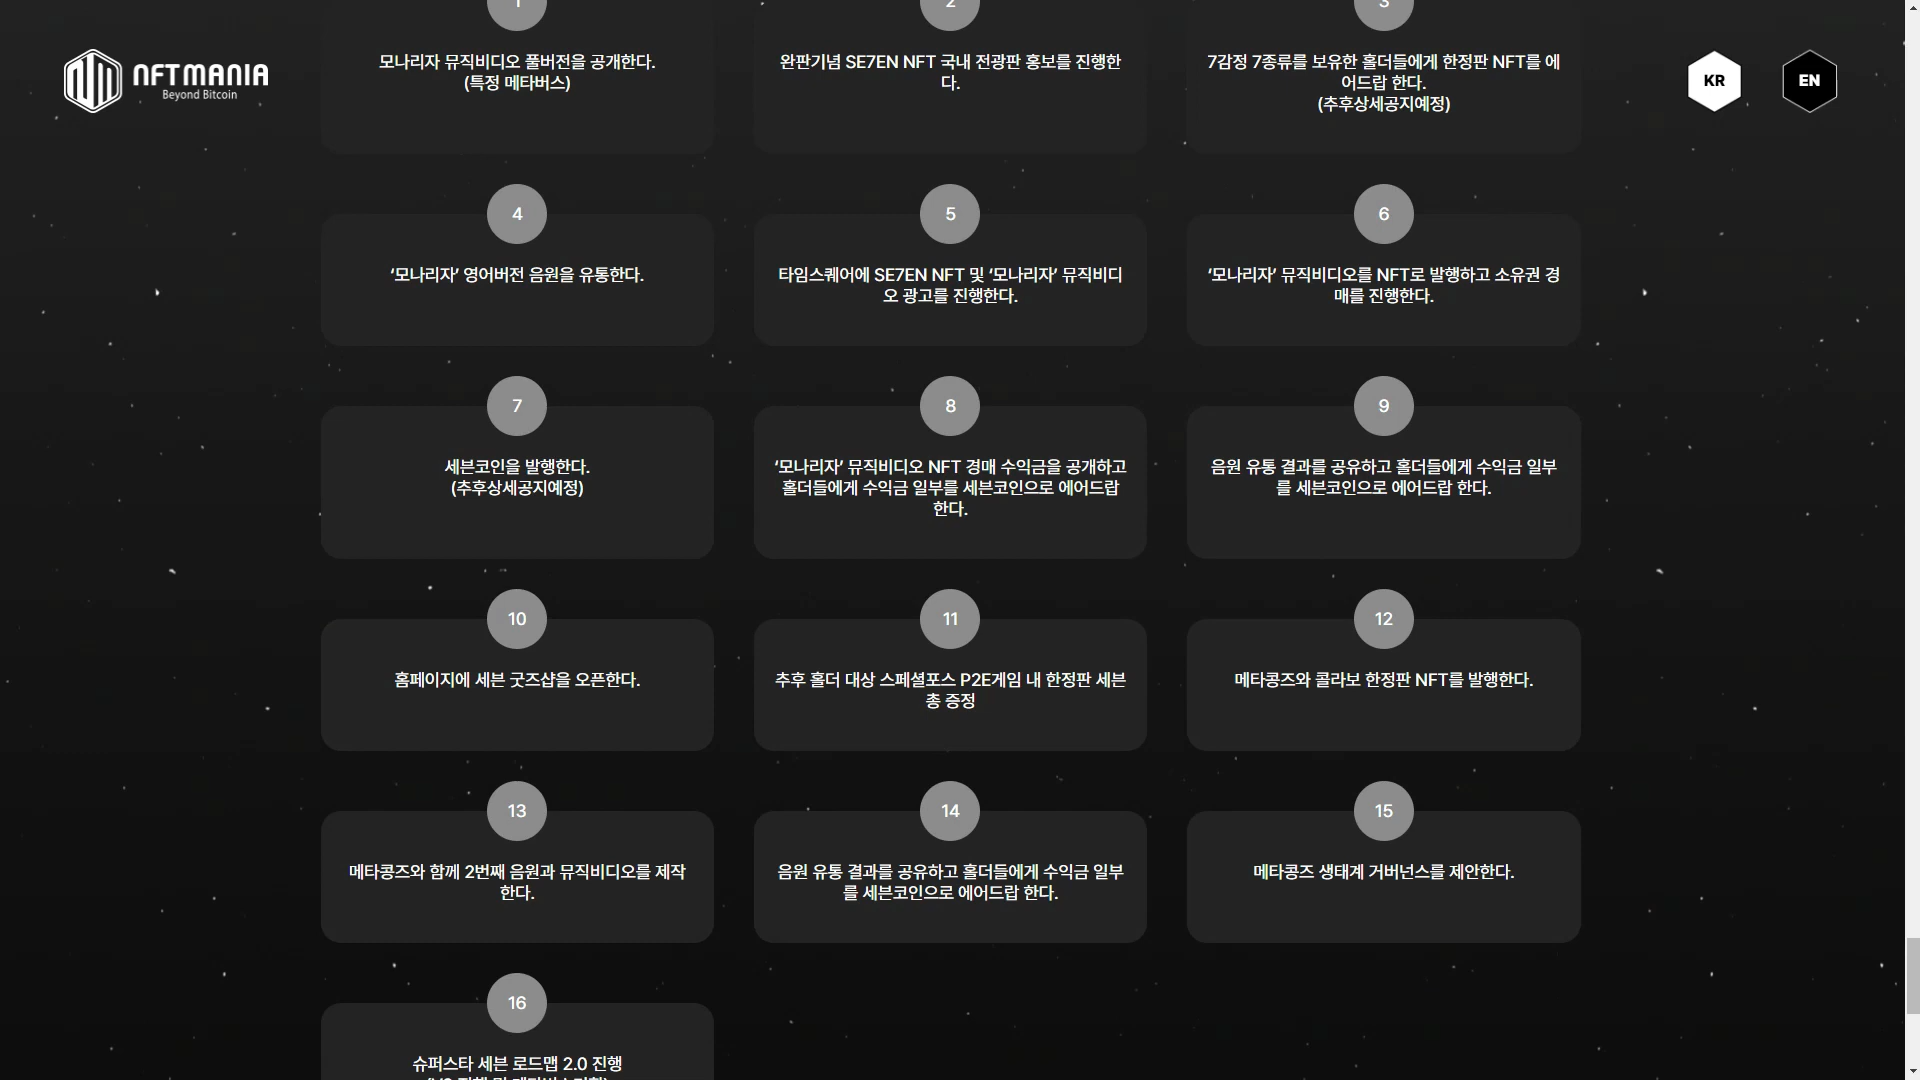 1
2
3
모나리자 뮤직비디오 풀버전을 공개한다.
(특정 메타버스)
완판기념 SE7EN NFT 국내 전광판 홍보를 진행한
다.
7감정 7종류를 보유한 홀더들에게 한정판 NFT를 에
어드랍 한다.
(추후상세공지예정)
NFTMANIA
Beyond Bitcoin
KR
EN
4
‘모나리자’ 영어버전 음원을 유통한다.
5
타임스퀘어에 SE7EN NFT 및 ‘모나리자’ 뮤직비디
오 광고를 진행한다.
6
‘모나리자’ 뮤직비디오를 NFT로 발행하고 소유권 경
매를 진행한다.
7
세븐코인을 발행한다.
(추후상세공지예정)
8
‘모나리자’ 뮤직비디오 NFT 경매 수익금을 공개하고
홀더들에게 수익금 일부를 세븐코인으로 에어드랍
한다.
9
음원 유통 결과를 공유하고 홀더들에게 수익금 일부
를 세븐코인으로 에어드랍 한다.
10
홈페이지에 세븐 굿즈샵을 오픈한다.
11
추후 홀더 대상 스페셜포스 P2E게임 내 한정판 세븐
총 증정
12
메타콩즈와 콜라보 한정판 NFT를 발행한다.
13
메타콩즈와 함께 2번째 음원과 뮤직비디오를 제작
한다.
14
음원 유통 결과를 공유하고 홀더들에게 수익금 일부
를 세븐코인으로 에어드랍 한다.
15
메타콩즈 생태계 거버넌스를 제안한다.
16
슈퍼스타 세븐 로드맵 2.0 진행